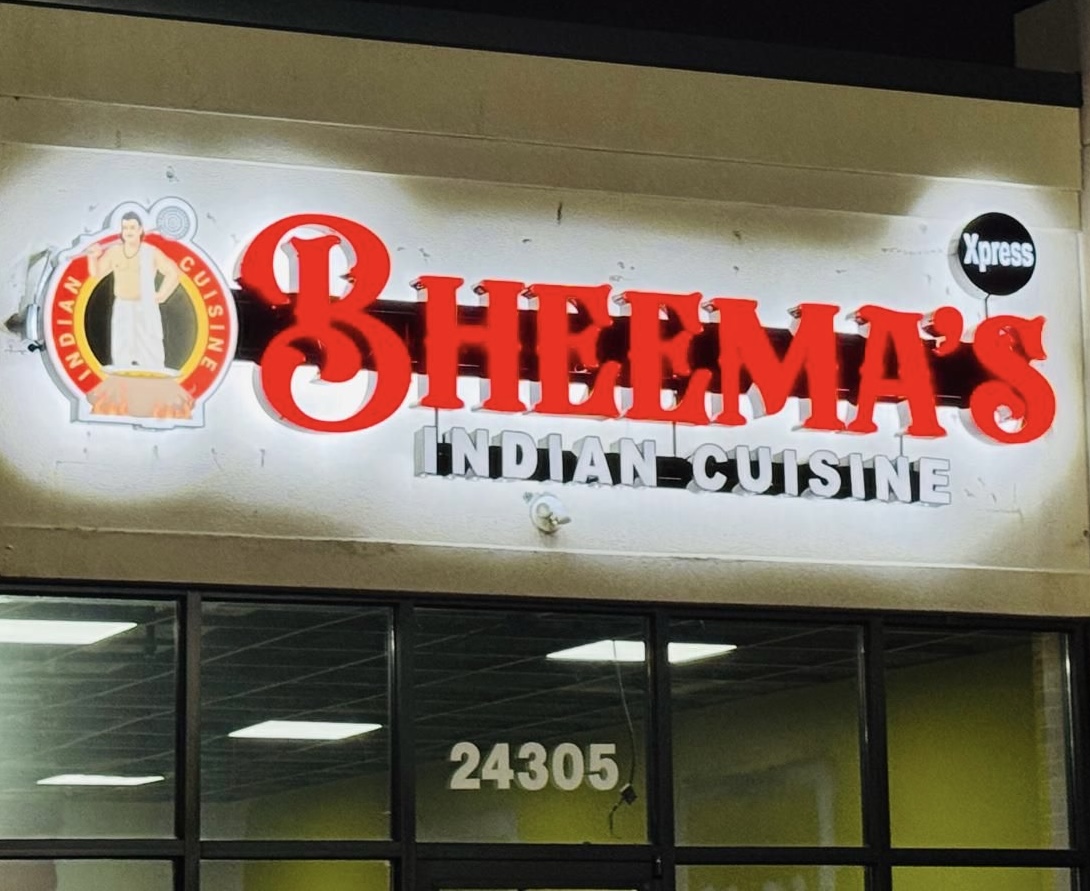 INDIAN CUISINE
BHEEMA'S
Xpress
INDIAN CUISINE
24305